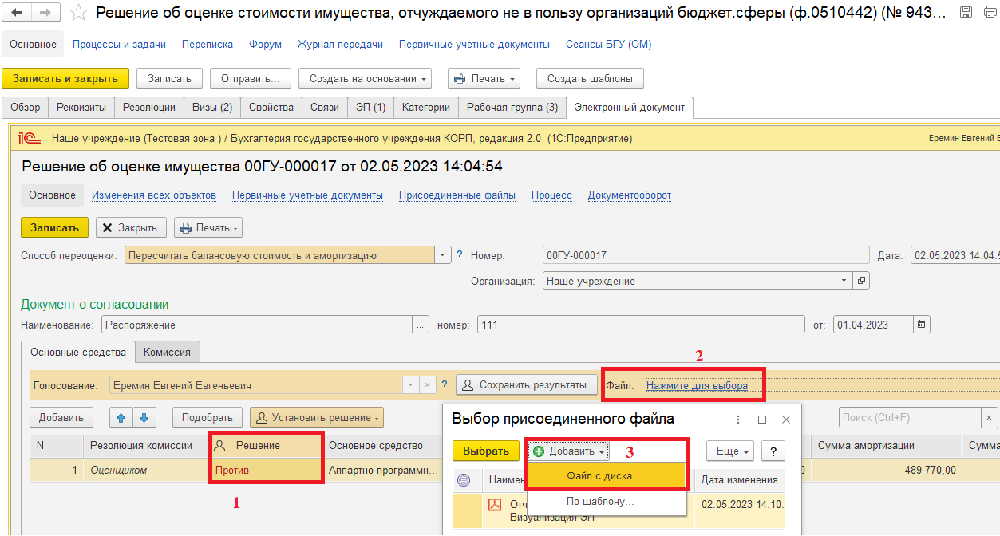 Решение об оценке стоимости имущества, отчуждаемого не в пользу организаций бюджет.сферы (ф.0510442) (№ 943...
Основное Процессы и задачи Переписка Форум Журнал передачи Первичные учетные документы Сеансы БГУ (ОМ)
Записать и закрыть Записать Отправить... Создать на основании Печать Создать шаблоны
Обзор Реквизиты Резолюции Визы (2) Свойства Связи ЭП (1) Категории Рабочая группа (3) Электронный документ
1С Наше учреждение (Тестовая зона ) / Бухгалтерия государственного учреждения КОРП, редакция 2.0 (1С:Предприятие) Еремин Евгений Е
Решение об оценке имущества 00ГУ-000017 от 02.05.2023 14:04:54
Основное Изменения всех объектов Первичные учетные документы Присоединенные файлы Процесс Документооборот
Записать Закрыть Печать
Способ переоценки: Пересчитать балансовую стоимость и амортизацию ? Номер: 00ГУ-000017 Дата: 02.05.2023 14:04:5
Организация: Наше учреждение
Документ о согласовании
Наименование: Распоряжение ... номер: 111 от: 01.04.2023
Основные средства Комиссия
2
Голосование: Еремин Евгений Евгеньевич × ? Сохранить результаты Файл: Нажмите для выбора
Добавить Подобрать Установить решение Выбор присоединенного файла Поиск (Ctrl+F) ×
N Резолюция комиссии Решение Основное средство Выбрать Добавить 3 Еще ? Сумма амортизации Сумма
1 Оценщиком Против Аппартно-программн... Файл с диска... 489 770,00
Наимен Дата изменения
1 По шаблону...
Отч 02.05.2023 14:10:
Визуализация ЭП